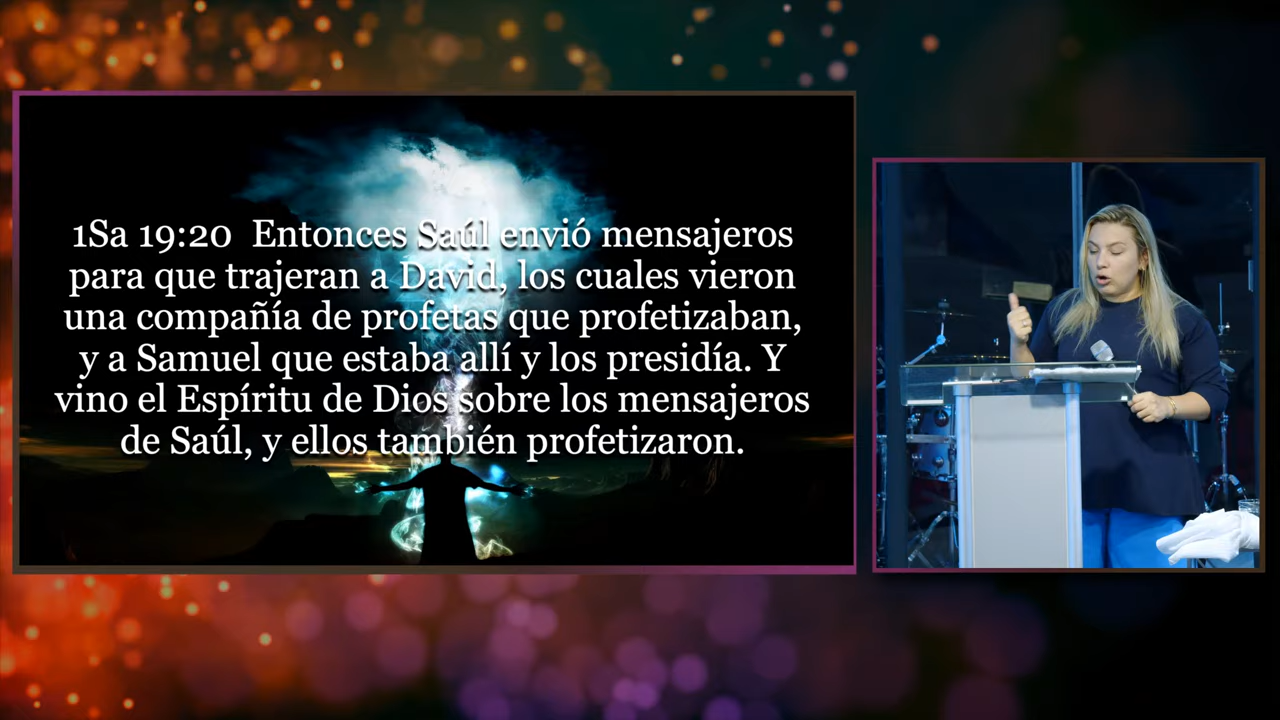 1Sa 19:20  Entonces Saúl envió mensajeros
para que trajeran a David, los cuales vieron
una compañía de profetas que profetizaban,
y a Samuel que estaba allí y los presidía. Y
vino el Espíritu de Dios sobre los mensajeros
de Saúl, y ellos también profetizaron.